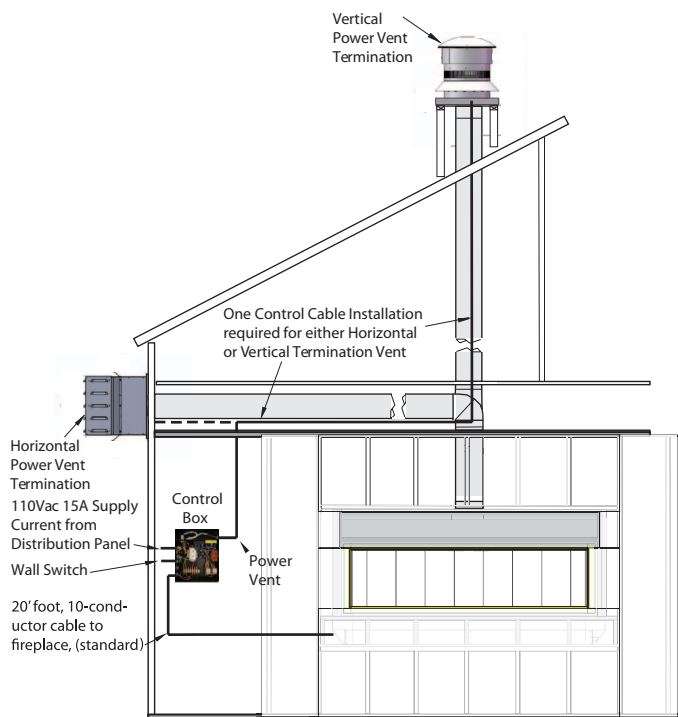 Vertical
Power Vent
Termination
One Control Cable Installation
required for either Horizontal
or Vertical Termination Vent
Horizontal
Power Vent
Termination
110Vac 15A Supply
Current from
Distribution Panel
Wall Switch
Control
Box
Power
Vent
20’ foot, 10-cond-
uctor cable to
fireplace, (standard)